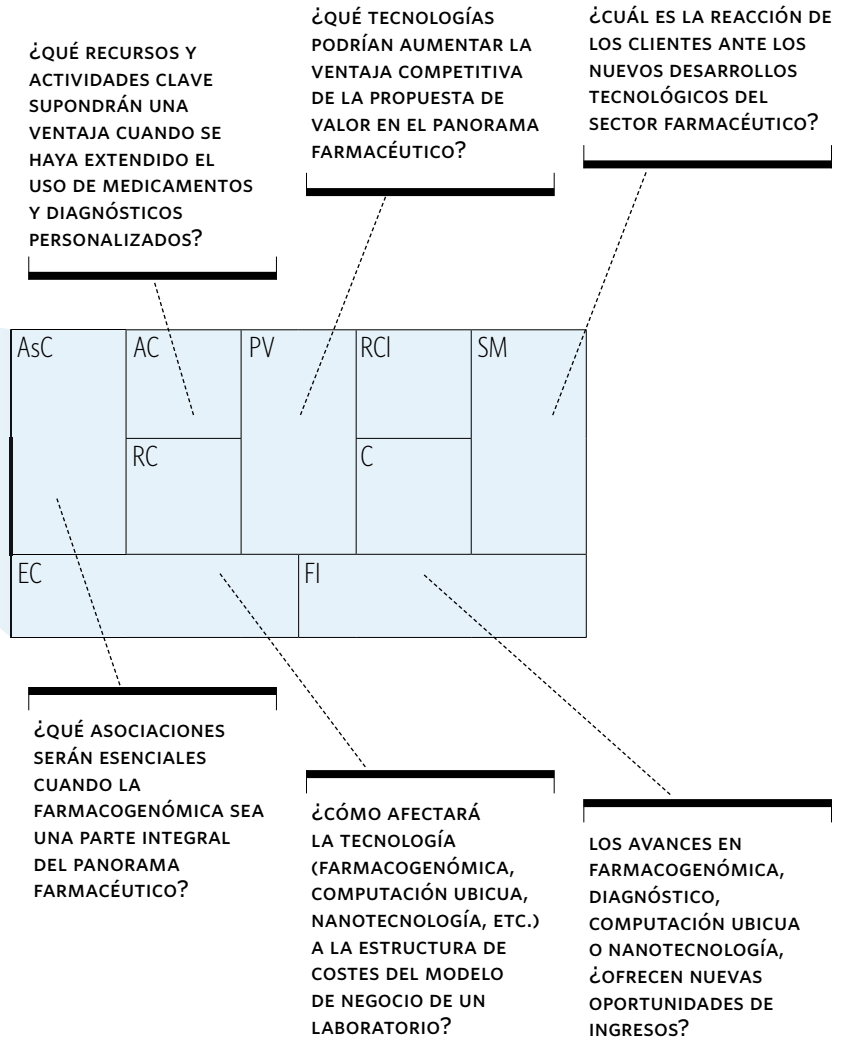 ¿QUÉ RECURSOS Y
ACTIVIDADES CLAVE
SUPONDRÁN UNA
VENTAJA CUANDO SE
HAYA EXTENDIDO EL
USO DE MEDICAMENTOS
Y DIAGNÓSTICOS
PERSONALIZADOS?
¿QUÉ TECNOLOGÍAS
PODRÍAN AUMENTAR LA
VENTAJA COMPETITIVA
DE LA PROPUESTA DE
VALOR EN EL PANORAMA
FARMACÉUTICO?
¿CUÁL ES LA REACCIÓN DE
LOS CLIENTES ANTE LOS
NUEVOS DESARROLLOS
TECNOLÓGICOS DEL
SECTOR FARMACÉUTICO?
AsC
AC
PV
RCl
SM
RC
C
EC
FI
¿QUÉ ASOCIACIONES
SERÁN ESENCIALES
CUANDO LA
FARMACOGENÓMICA SEA
UNA PARTE INTEGRAL
DEL PANORAMA
FARMACÉUTICO?
¿CÓMO AFECTARÁ
LA TECNOLOGÍA
(FARMACOGENÓMICA,
COMPUTACIÓN UBICUA,
NANOTECNOLOGÍA, ETC.)
A LA ESTRUCTURA DE
COSTES DEL MODELO
DE NEGOCIO DE UN
LABORATORIO?
LOS AVANCES EN
FARMACOGENÓMICA,
DIAGNÓSTICO,
COMPUTACIÓN UBICUA
O NANOTECNOLOGÍA,
¿OFRECEN NUEVAS
OPORTUNIDADES DE
INGRESOS?